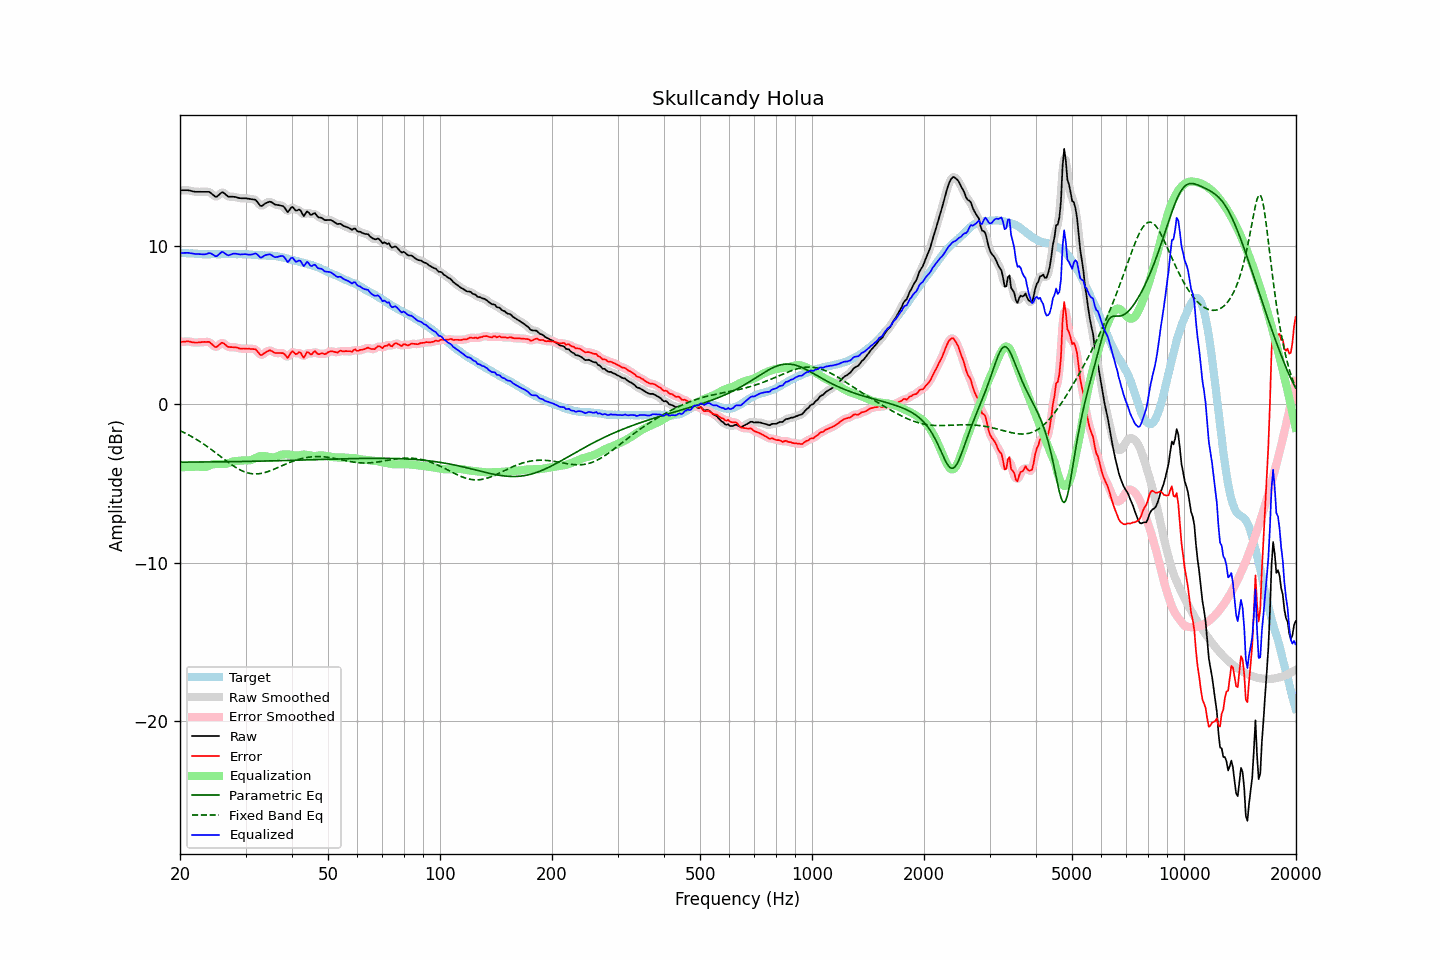 Skullcandy Holua
Amplitude (dBr)
10
0
−10
−20
Target
Raw Smoothed
Error Smoothed
Raw
Error
Equalization
Parametric Eq
Fixed Band Eq
Equalized
20 50 100 200 500 1000 2000 5000 10000 20000
Frequency (Hz)